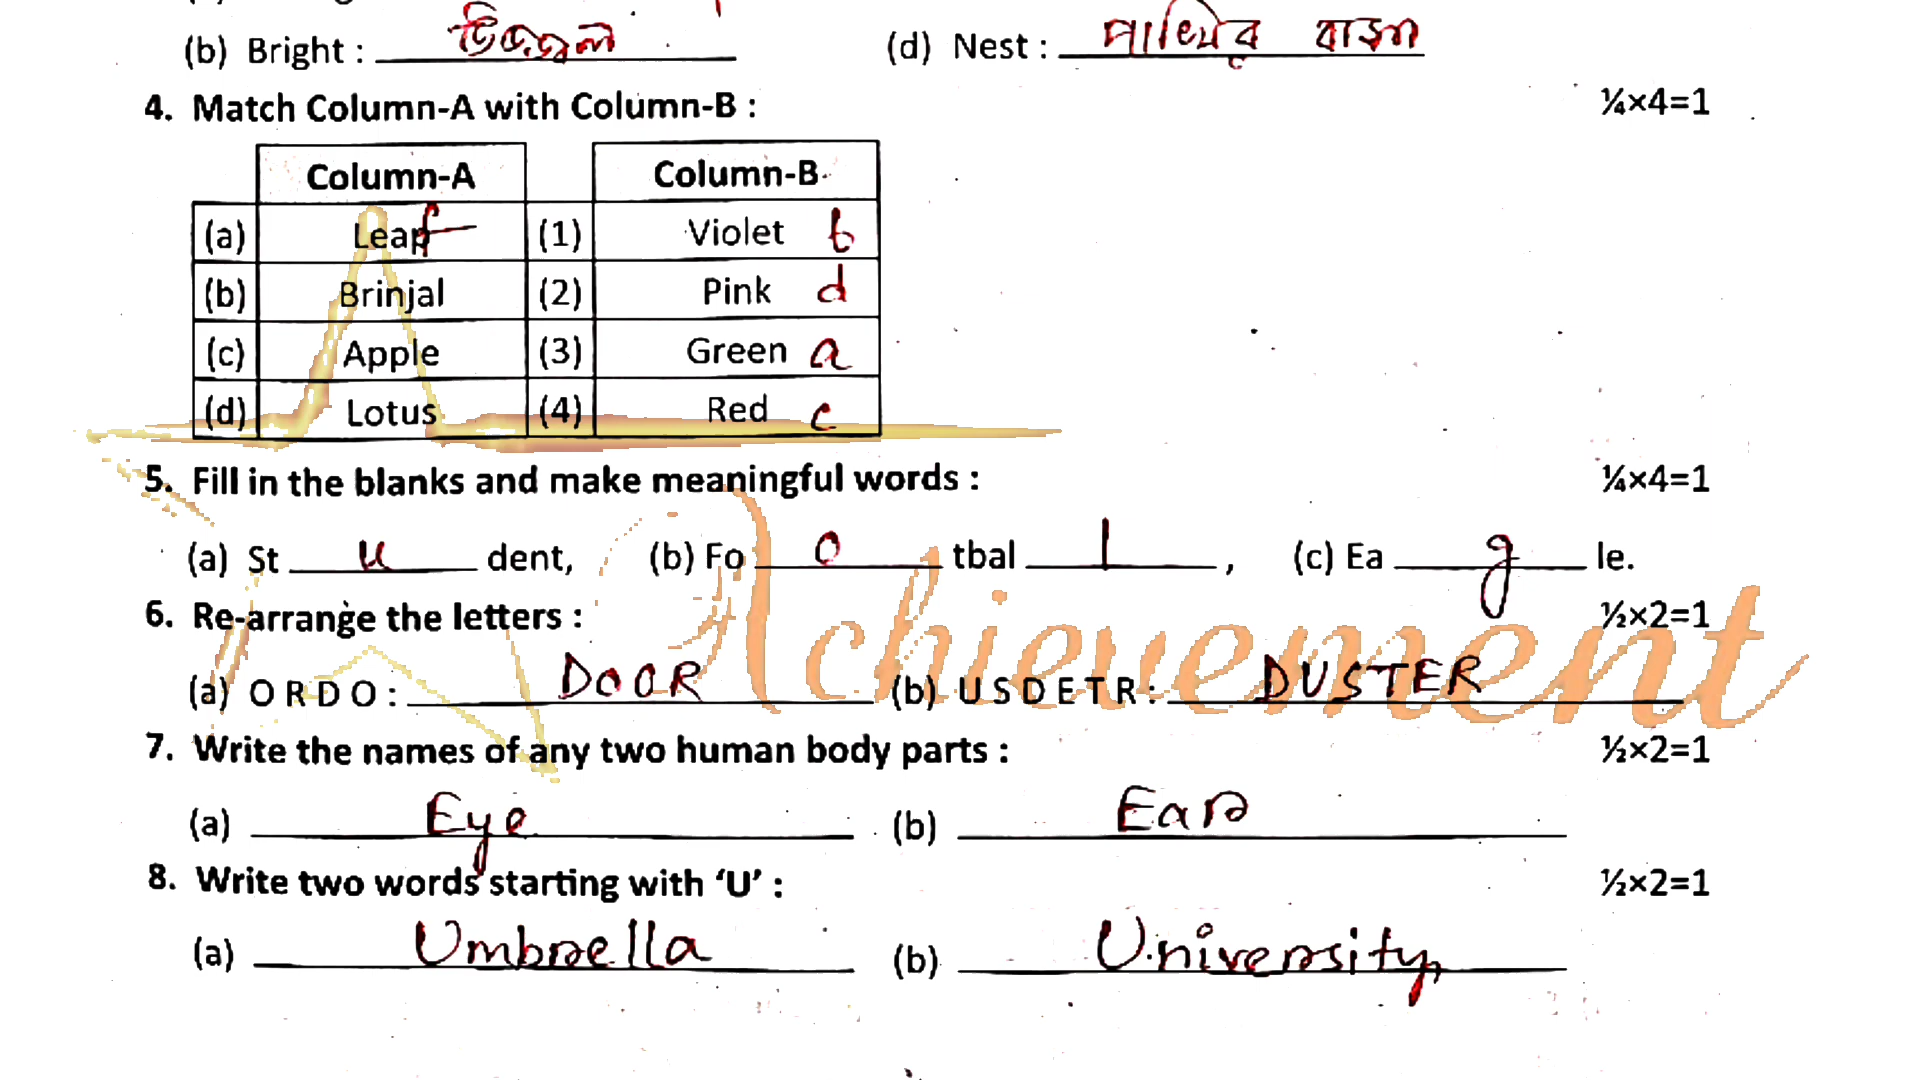 (b) Bright : উজ্জ্বল (d) Nest : পাখির বাসা
4. Match Column-A with Column-B : ¼×4=1
Column-A Column-B
(a) Leaf (1) Violet b
(b) Brinjal (2) Pink d
(c) Apple (3) Green a
(d) Lotus (4) Red c
5. Fill in the blanks and make meaningful words : ¼×4=1
(a) St u dent, (b) Fo o tbal l , (c) Ea g le.
6. Re-arrange the letters : ½×2=1
(a) O R D O : DOOR (b) U S D E T R : DUSTER
Achievement
7. Write the names of any two human body parts : ½×2=1
(a) Eye (b) Ear
8. Write two words starting with ‘U’ : ½×2=1
(a) Umbrella (b) University